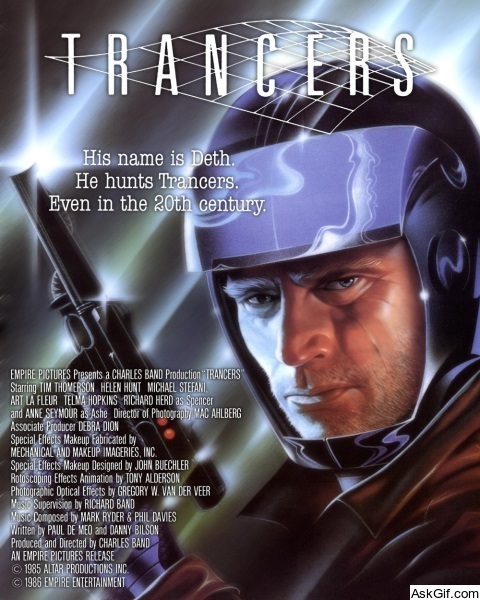 TRANCERS
His name is Deth.
He hunts Trancers.
Even in the 20th century.
EMPIRE PICTURES Presents a CHARLES BAND Production "TRANCERS"
Starring TIM THOMERSON HELEN HUNT MICHAEL STEFANI,
ART LA FLEUR TELMA HOPKINS RICHARD HERD as Spencer
and ANNE SEYMOUR as Ashe Director of Photography MAC AHLBERG
Associate Producer DEBRA DION
Special Effects Makeup Fabricated by
MECHANICAL AND MAKEUP IMAGERIES, INC.
Special Effects Makeup Designed by JOHN BUECHLER
Rotoscoping Effects Animation by TONY ALDERSON
Photographic Optical Effects by GREGORY W. VAN DER VEER
Music Supervision by RICHARD BAND
Music Composed by MARK RYDER & PHIL DAVIES
Written by PAUL DE MEO and DANNY BILSON
Produced and Directed by CHARLES BAND
AN EMPIRE PICTURES RELEASE
© 1985 ALTAR PRODUCTIONS INC.
© 1986 EMPIRE ENTERTAINMENT
AskGif.com